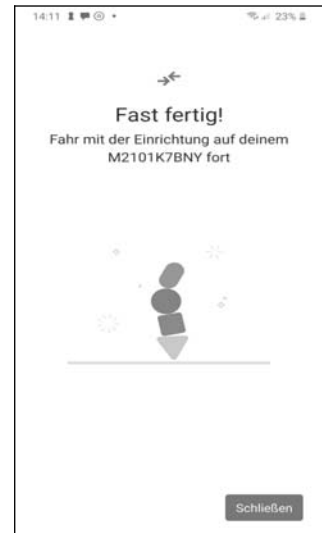 14:11
23%
Fast fertig!
Fahr mit der Einrichtung auf deinem
M2101K7BNY fort
Schließen